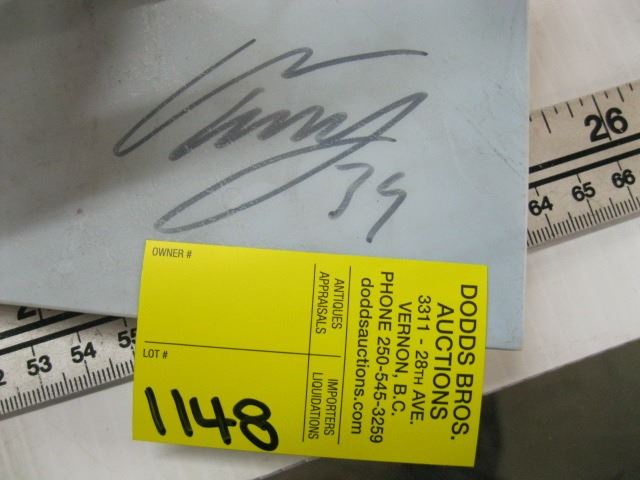 39
26
64 65 66
OWNER #
LOT #
1148
ANTIQUES
APPRAISALS
IMPORTERS
LIQUIDATIONS
DODDS BROS.
AUCTIONS
3311 - 28TH AVE.
VERNON, B.C.
PHONE 250-545-3259
doddsauctions.com
53 54 55